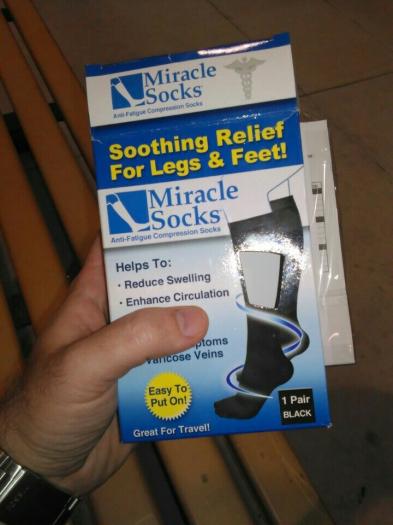 Miracle
Socks
Anti-Fatigue Compression Socks
Soothing Relief
For Legs & Feet!
Miracle
Socks
Anti-Fatigue Compression Socks
Helps To:
• Reduce Swelling
• Enhance Circulation
Varicose Veins
Easy To
Put On!
1 Pair
BLACK
Great For Travel!